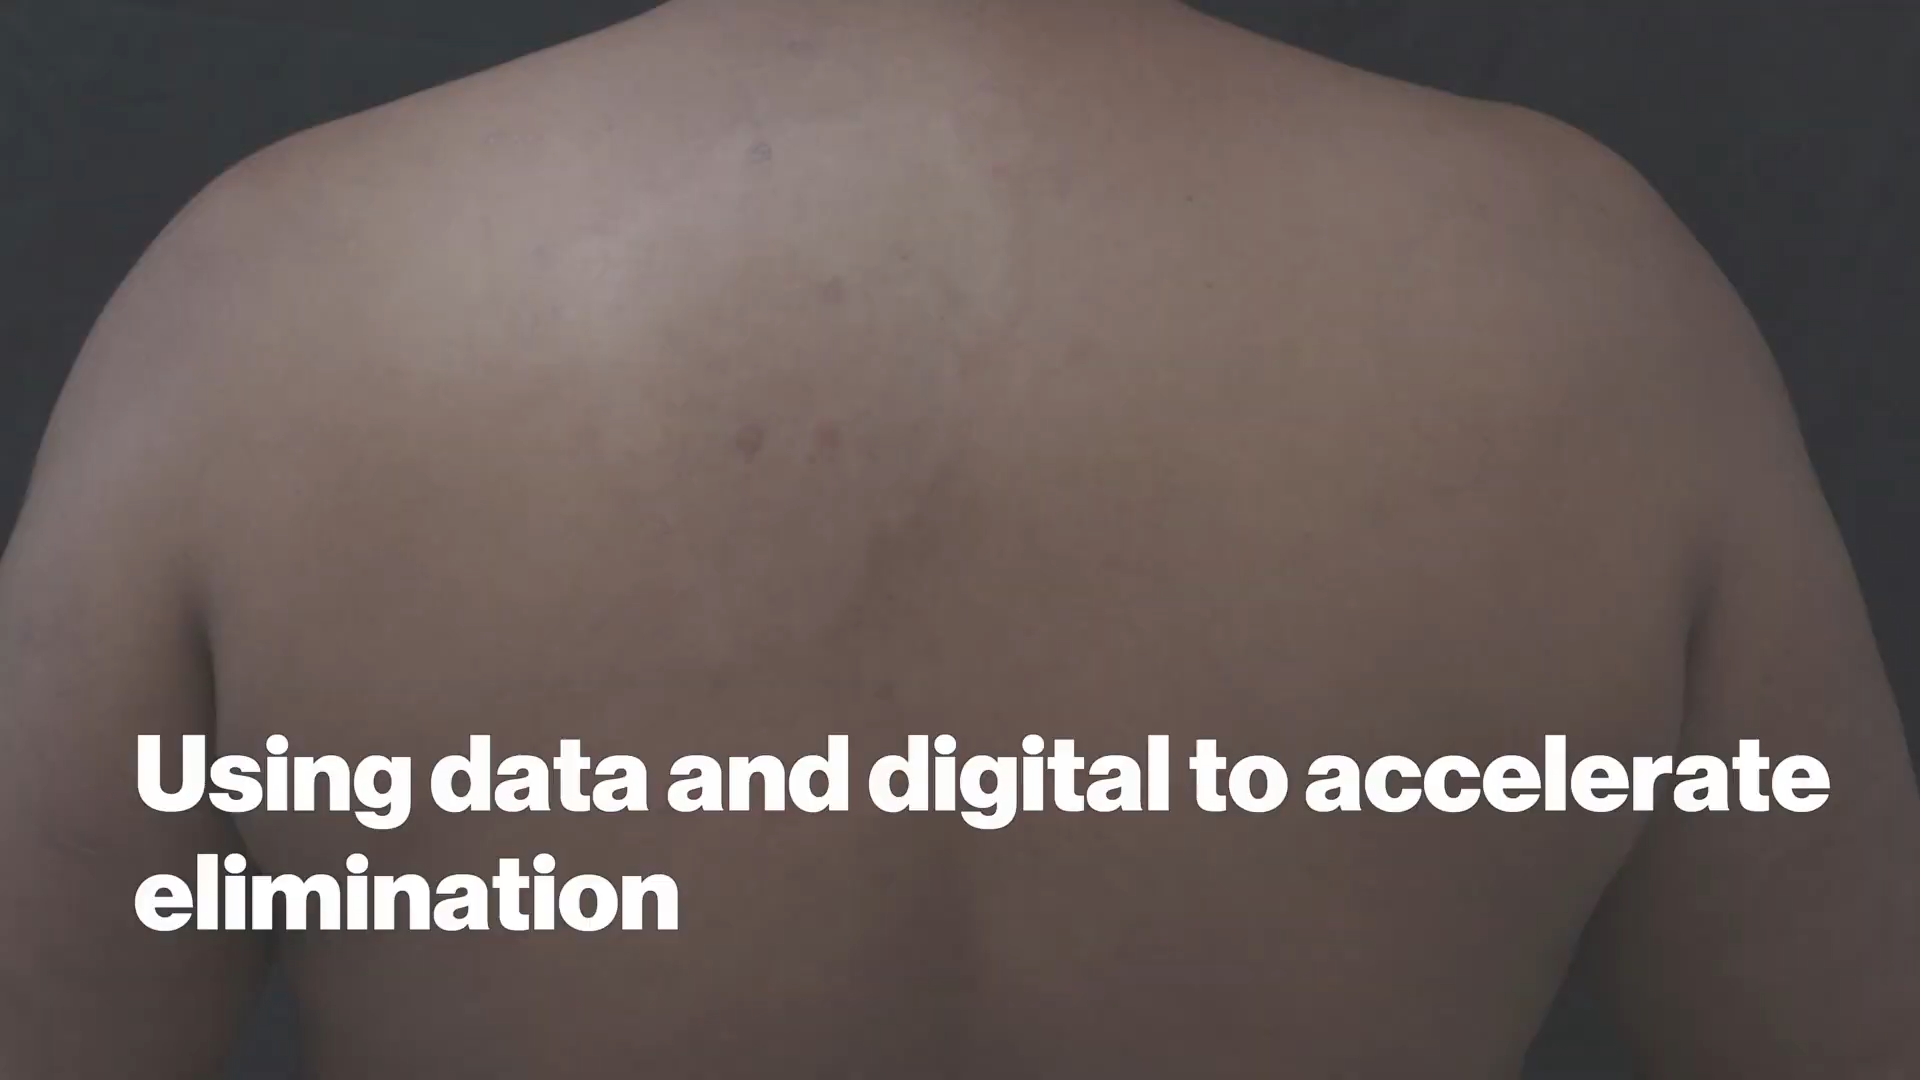 Using data and digital to accelerate
elimination